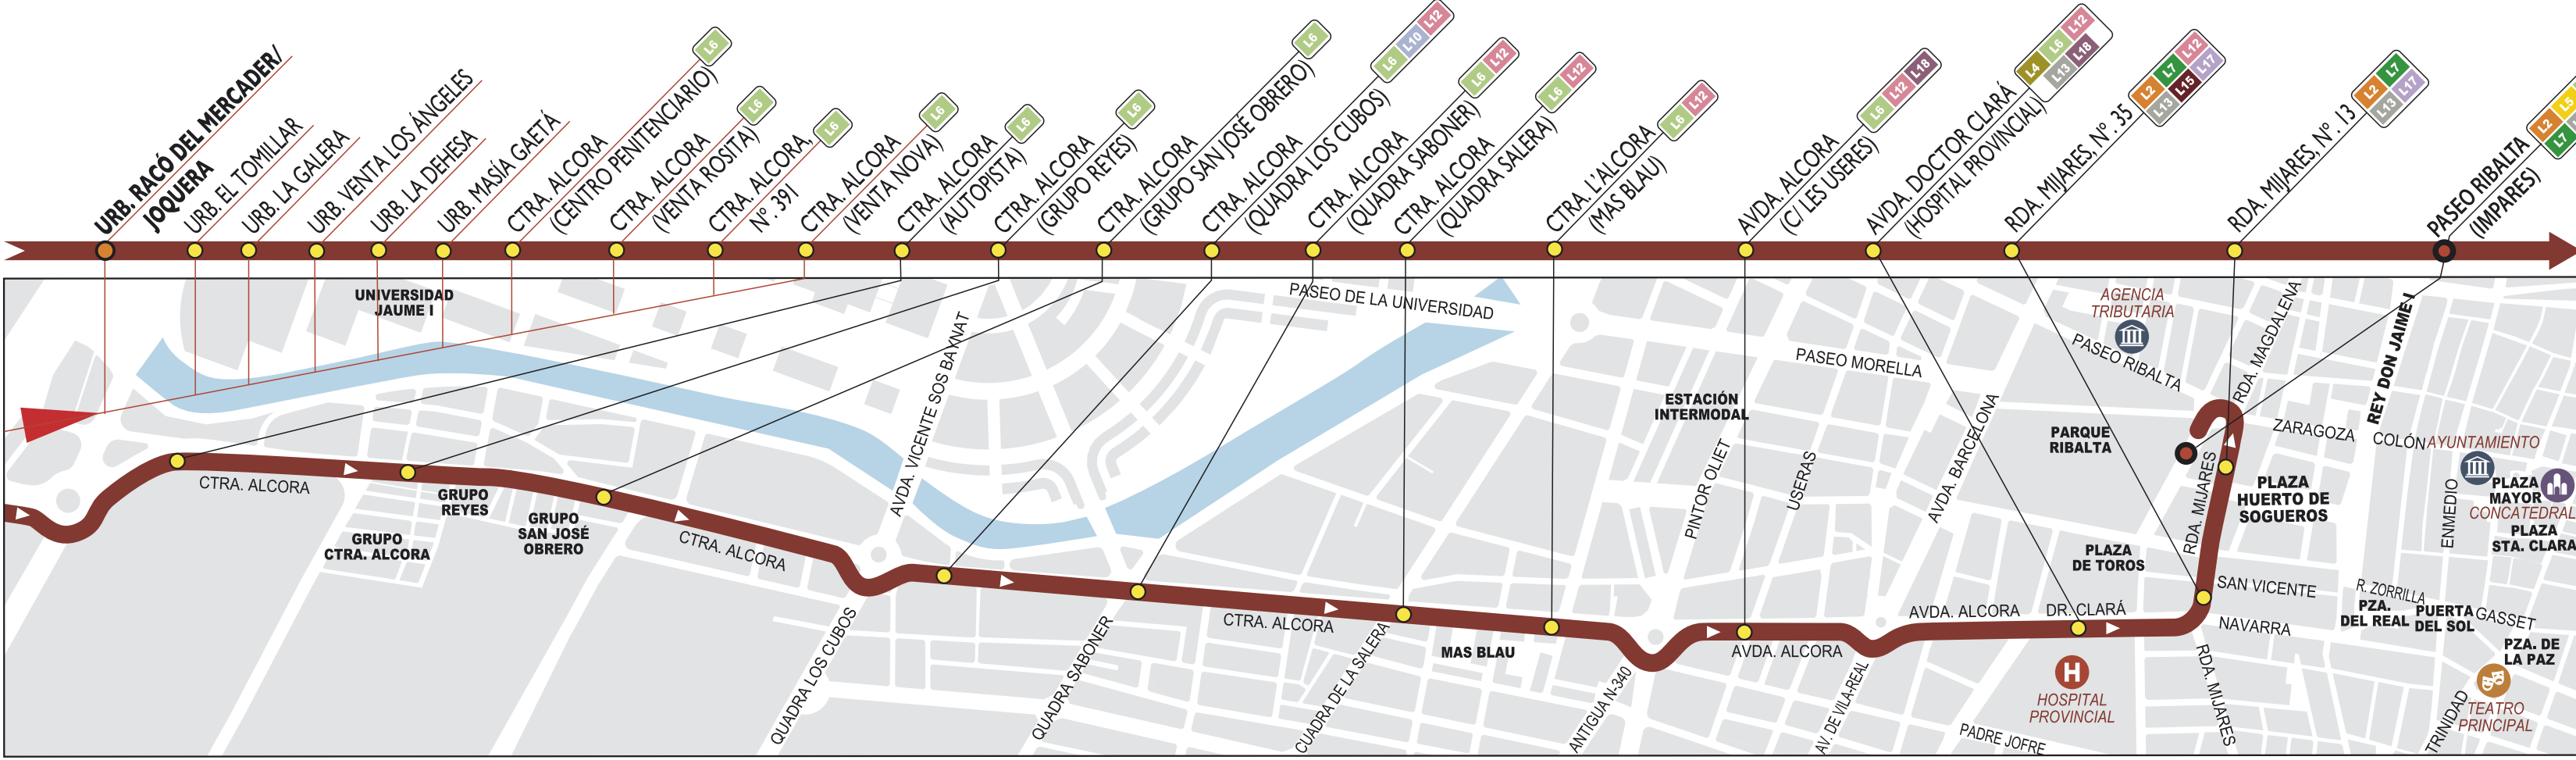 URB. RACÓ DEL MERCADER/
JOQUERA
URB. EL TOMILLAR
URB. LA GALERA
URB. VENTA LOS ÁNGELES
URB. LA DEHESA
URB. MASÍA GAETÁ
CTRA. ALCORA
(CENTRO PENITENCIARIO)
L6
CTRA. ALCORA
(VENTA ROSITA)
L6
CTRA. ALCORA,
Nº. 391
L6
CTRA. ALCORA
(VENTA NOVA)
L6
CTRA. ALCORA
(AUTOPISTA)
L6
CTRA. ALCORA
(GRUPO REYES)
L6
CTRA. ALCORA
(GRUPO SAN JOSÉ OBRERO)
L6
CTRA. ALCORA
(QUADRA LOS CUBOS)
L6 L10 L12
CTRA. ALCORA
(QUADRA SABONER)
L6 L12
CTRA. ALCORA
(QUADRA SALERA)
L6 L12
CTRA. L'ALCORA
(MAS BLAU)
L6 L12
AVDA. ALCORA
(C/ LES USERES)
L6 L12 L18
AVDA. DOCTOR CLARÁ
(HOSPITAL PROVINCIAL)
L4 L6 L12
L13 L18
RDA. MIJARES, Nº. 35
L2 L7 L12
L13 L15 L17
RDA. MIJARES, Nº. 13
L2 L7
L13 L17
PASEO RIBALTA
(IMPARES)
L2 L5
L7
UNIVERSIDAD
JAUME I
PASEO DE LA UNIVERSIDAD
AGENCIA
TRIBUTARIA
PASEO RIBALTA
RDA. MAGDALENA
REY DON JAIME I
PASEO MORELLA
AVDA. VICENTE SOS BAYNAT
ESTACIÓN
INTERMODAL
PINTOR OLIET
USERAS
AVDA. BARCELONA
PARQUE
RIBALTA
ZARAGOZA
COLÓN
AYUNTAMIENTO
CTRA. ALCORA
GRUPO
REYES
GRUPO
SAN JOSÉ
OBRERO
GRUPO
CTRA. ALCORA
CTRA. ALCORA
RDA. MIJARES
PLAZA
HUERTO DE
SOGUEROS
ENMEDIO
PLAZA
MAYOR
CONCATEDRAL
PLAZA
STA. CLARA
PLAZA
DE TOROS
SAN VICENTE
R. ZORRILLA
PZA.
DEL REAL
PUERTA
DEL SOL
GASSET
QUADRA LOS CUBOS
QUADRA SABONER
CTRA. ALCORA
CUADRA DE LA SALERA
MAS BLAU
ANTIGUA N-340
AVDA. ALCORA
AV. DE VILA-REAL
AVDA. ALCORA
DR. CLARÁ
NAVARRA
H
HOSPITAL
PROVINCIAL
PADRE JOFRE
RDA. MIJARES
PZA. DE
LA PAZ
TRINIDAD
TEATRO
PRINCIPAL